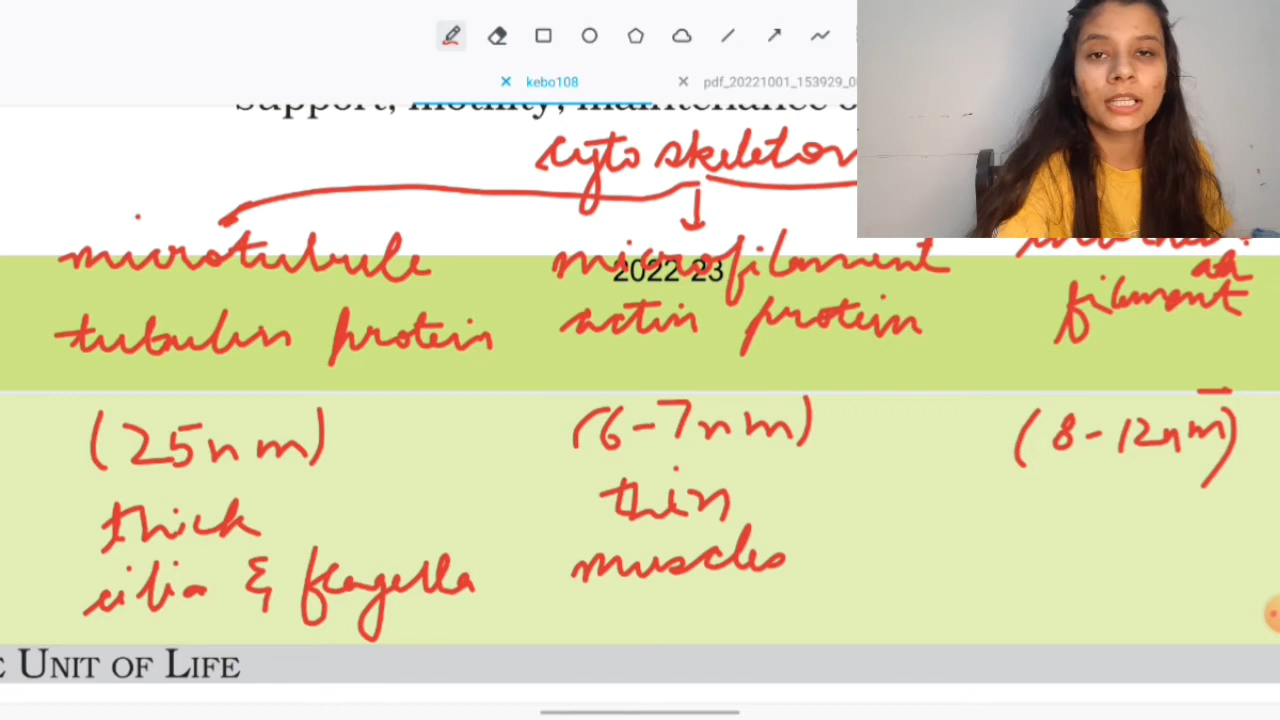 kebo108
pdf_20221001_153929_0
support, motility, maintenance o
cyto skeleton
microtubule
microfilament
2022-23
filament
tubulin protein
actin protein
(25nm)
(6-7nm)
(8-12nm)
thick
thin
cilia & flagella
muscles
E UNIT OF LIFE